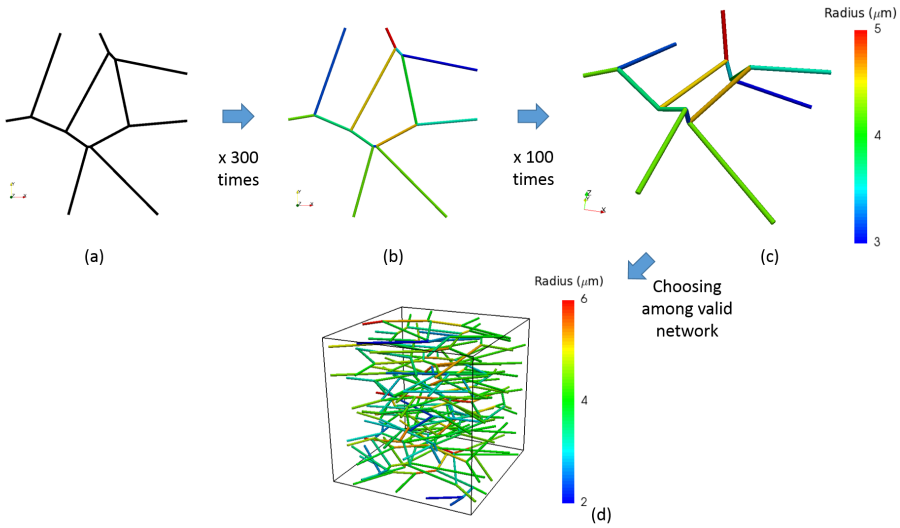 Radius (μm)
5
4
3
x 300
times
x 100
times
(a)
(b)
(c)
Choosing
among valid
network
Radius (μm)
6
4
2
(d)